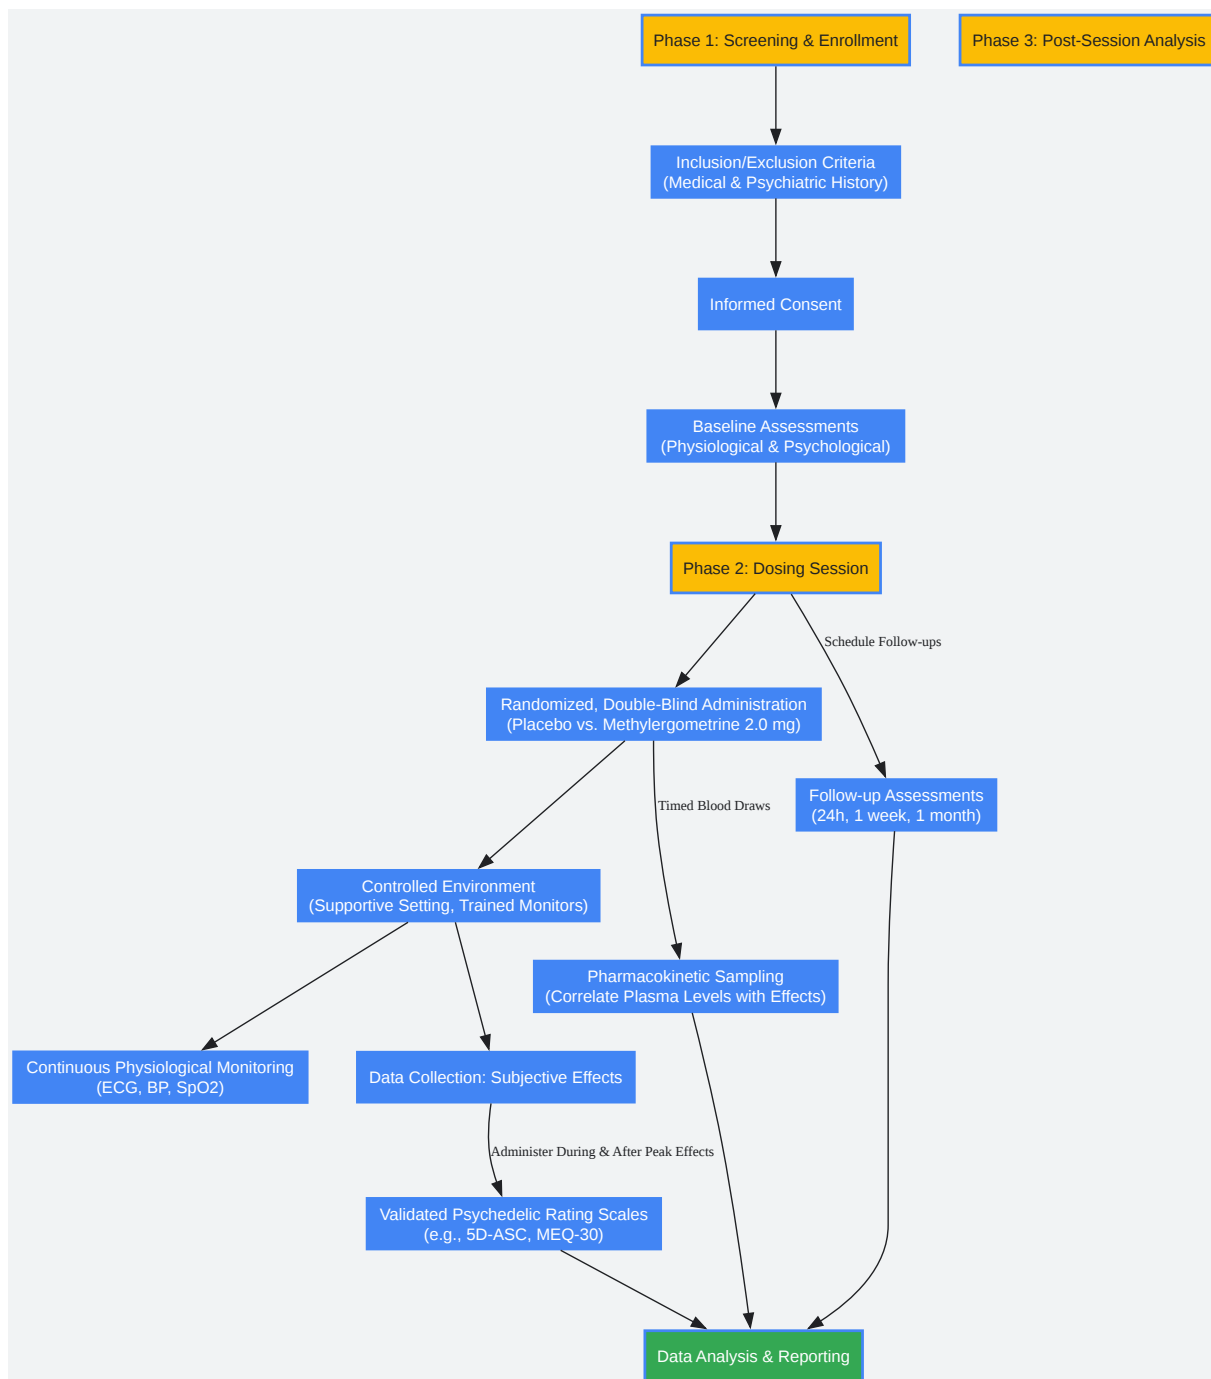 Phase 1: Screening & Enrollment
Phase 3: Post-Session Analysis
Inclusion/Exclusion Criteria
(Medical & Psychiatric History)
Informed Consent
Baseline Assessments
(Physiological & Psychological)
Phase 2: Dosing Session
Schedule Follow-ups
Randomized, Double-Blind Administration
(Placebo vs. Methylergometrine 2.0 mg)
Timed Blood Draws
Follow-up Assessments
(24h, 1 week, 1 month)
Controlled Environment
(Supportive Setting, Trained Monitors)
Pharmacokinetic Sampling
(Correlate Plasma Levels with Effects)
Continuous Physiological Monitoring
(ECG, BP, SpO2)
Data Collection: Subjective Effects
Administer During & After Peak Effects
Validated Psychedelic Rating Scales
(e.g., 5D-ASC, MEQ-30)
Data Analysis & Reporting